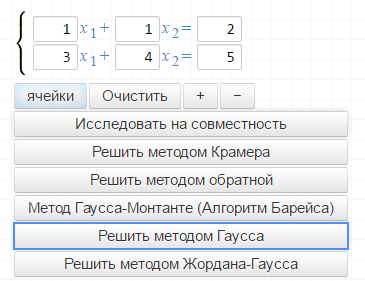 1 x₁ + 1 x₂ = 2
3 x₁ + 4 x₂ = 5
ячейки Очистить + −
Исследовать на совместность
Решить методом Крамера
Решить методом обратной
Метод Гаусса-Монтанте (Алгоритм Барейса)
Решить методом Гаусса
Решить методом Жордана-Гаусса